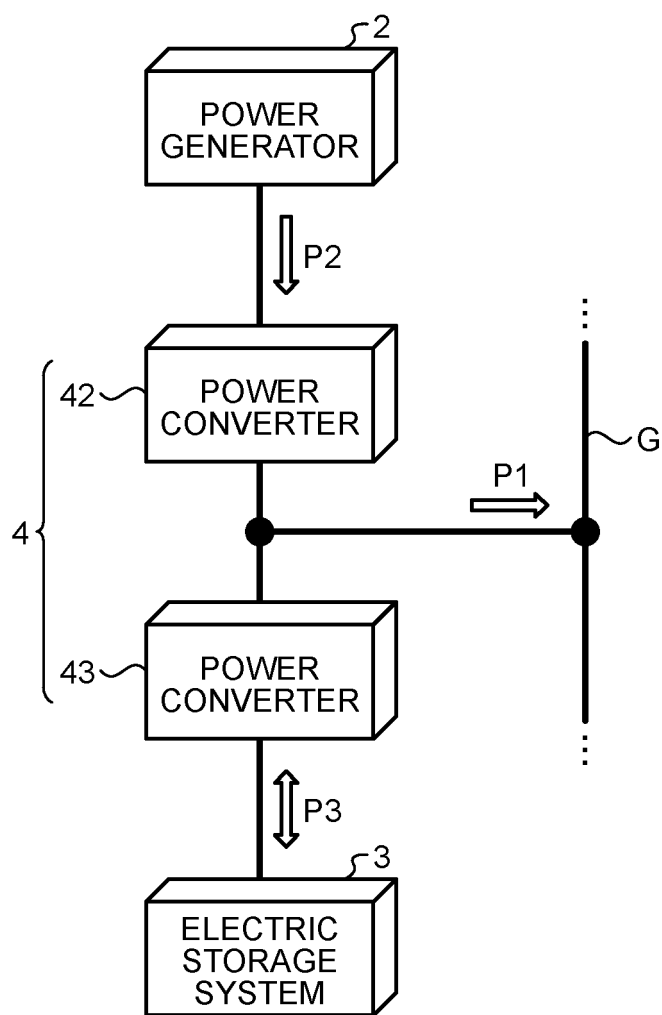 2
POWER
GENERATOR
P2
42
POWER
CONVERTER
G
P1
4
43
POWER
CONVERTER
P3
3
ELECTRIC
STORAGE
SYSTEM